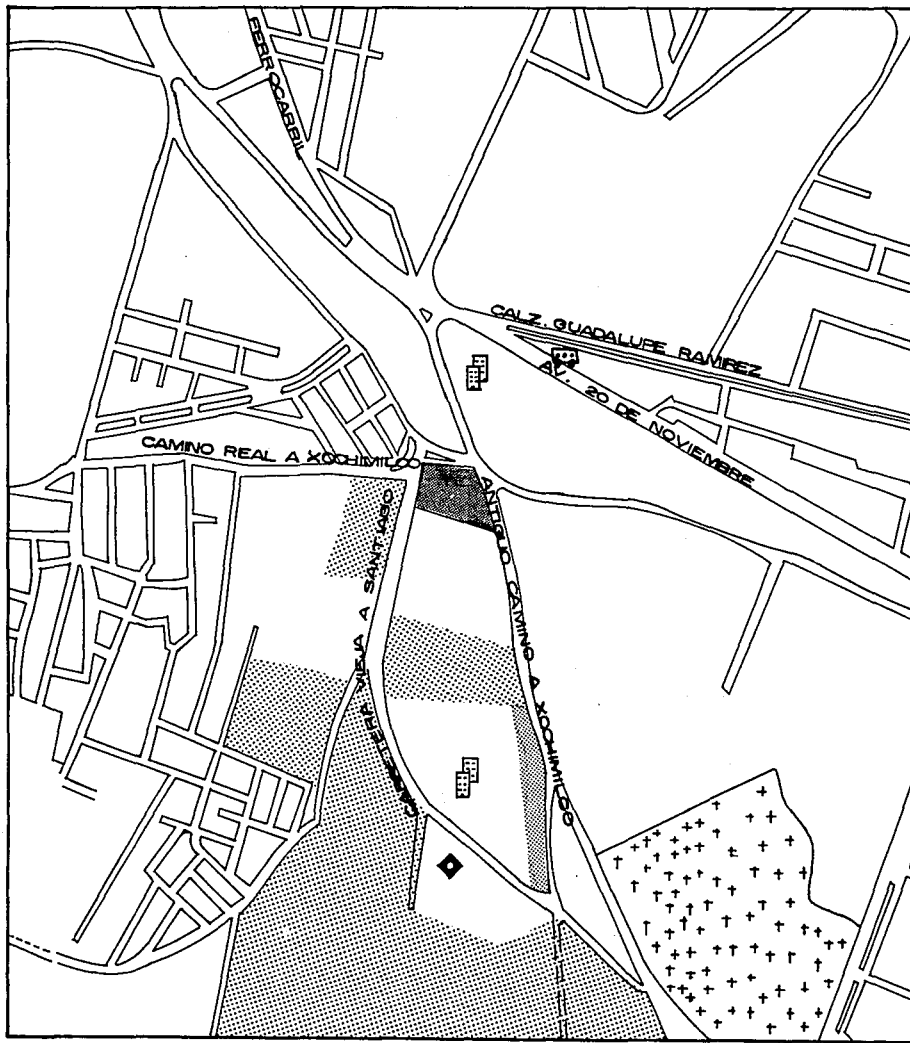 FERROCARRIL
CALZ. GUADALUPE RAMIREZ
AV. 20 DE NOVIEMBRE
CAMINO REAL A XOCHIMILCO
ANTIGUO CAMINO A XOCHIMILCO
CARRETERA VIEJA A SANTIAGO